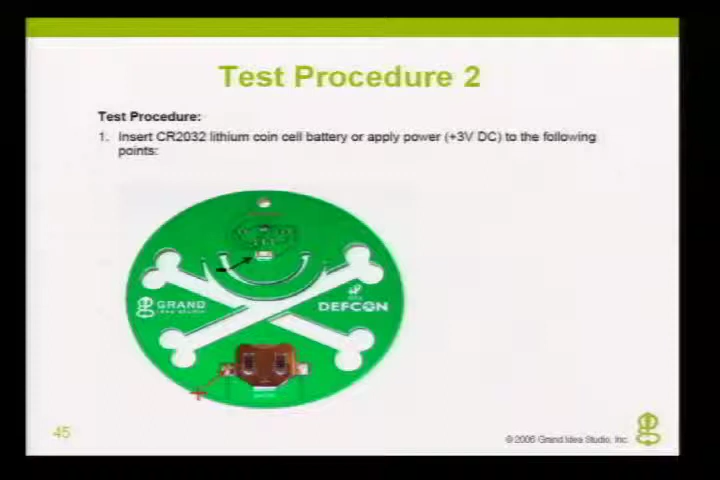 Test Procedure 2
Test Procedure:
1. Insert CR2032 lithium coin cell battery or apply power (+3V DC) to the following
points:
GRAND
DEFCON
45
© 2006 Grand Idea Studio, Inc.